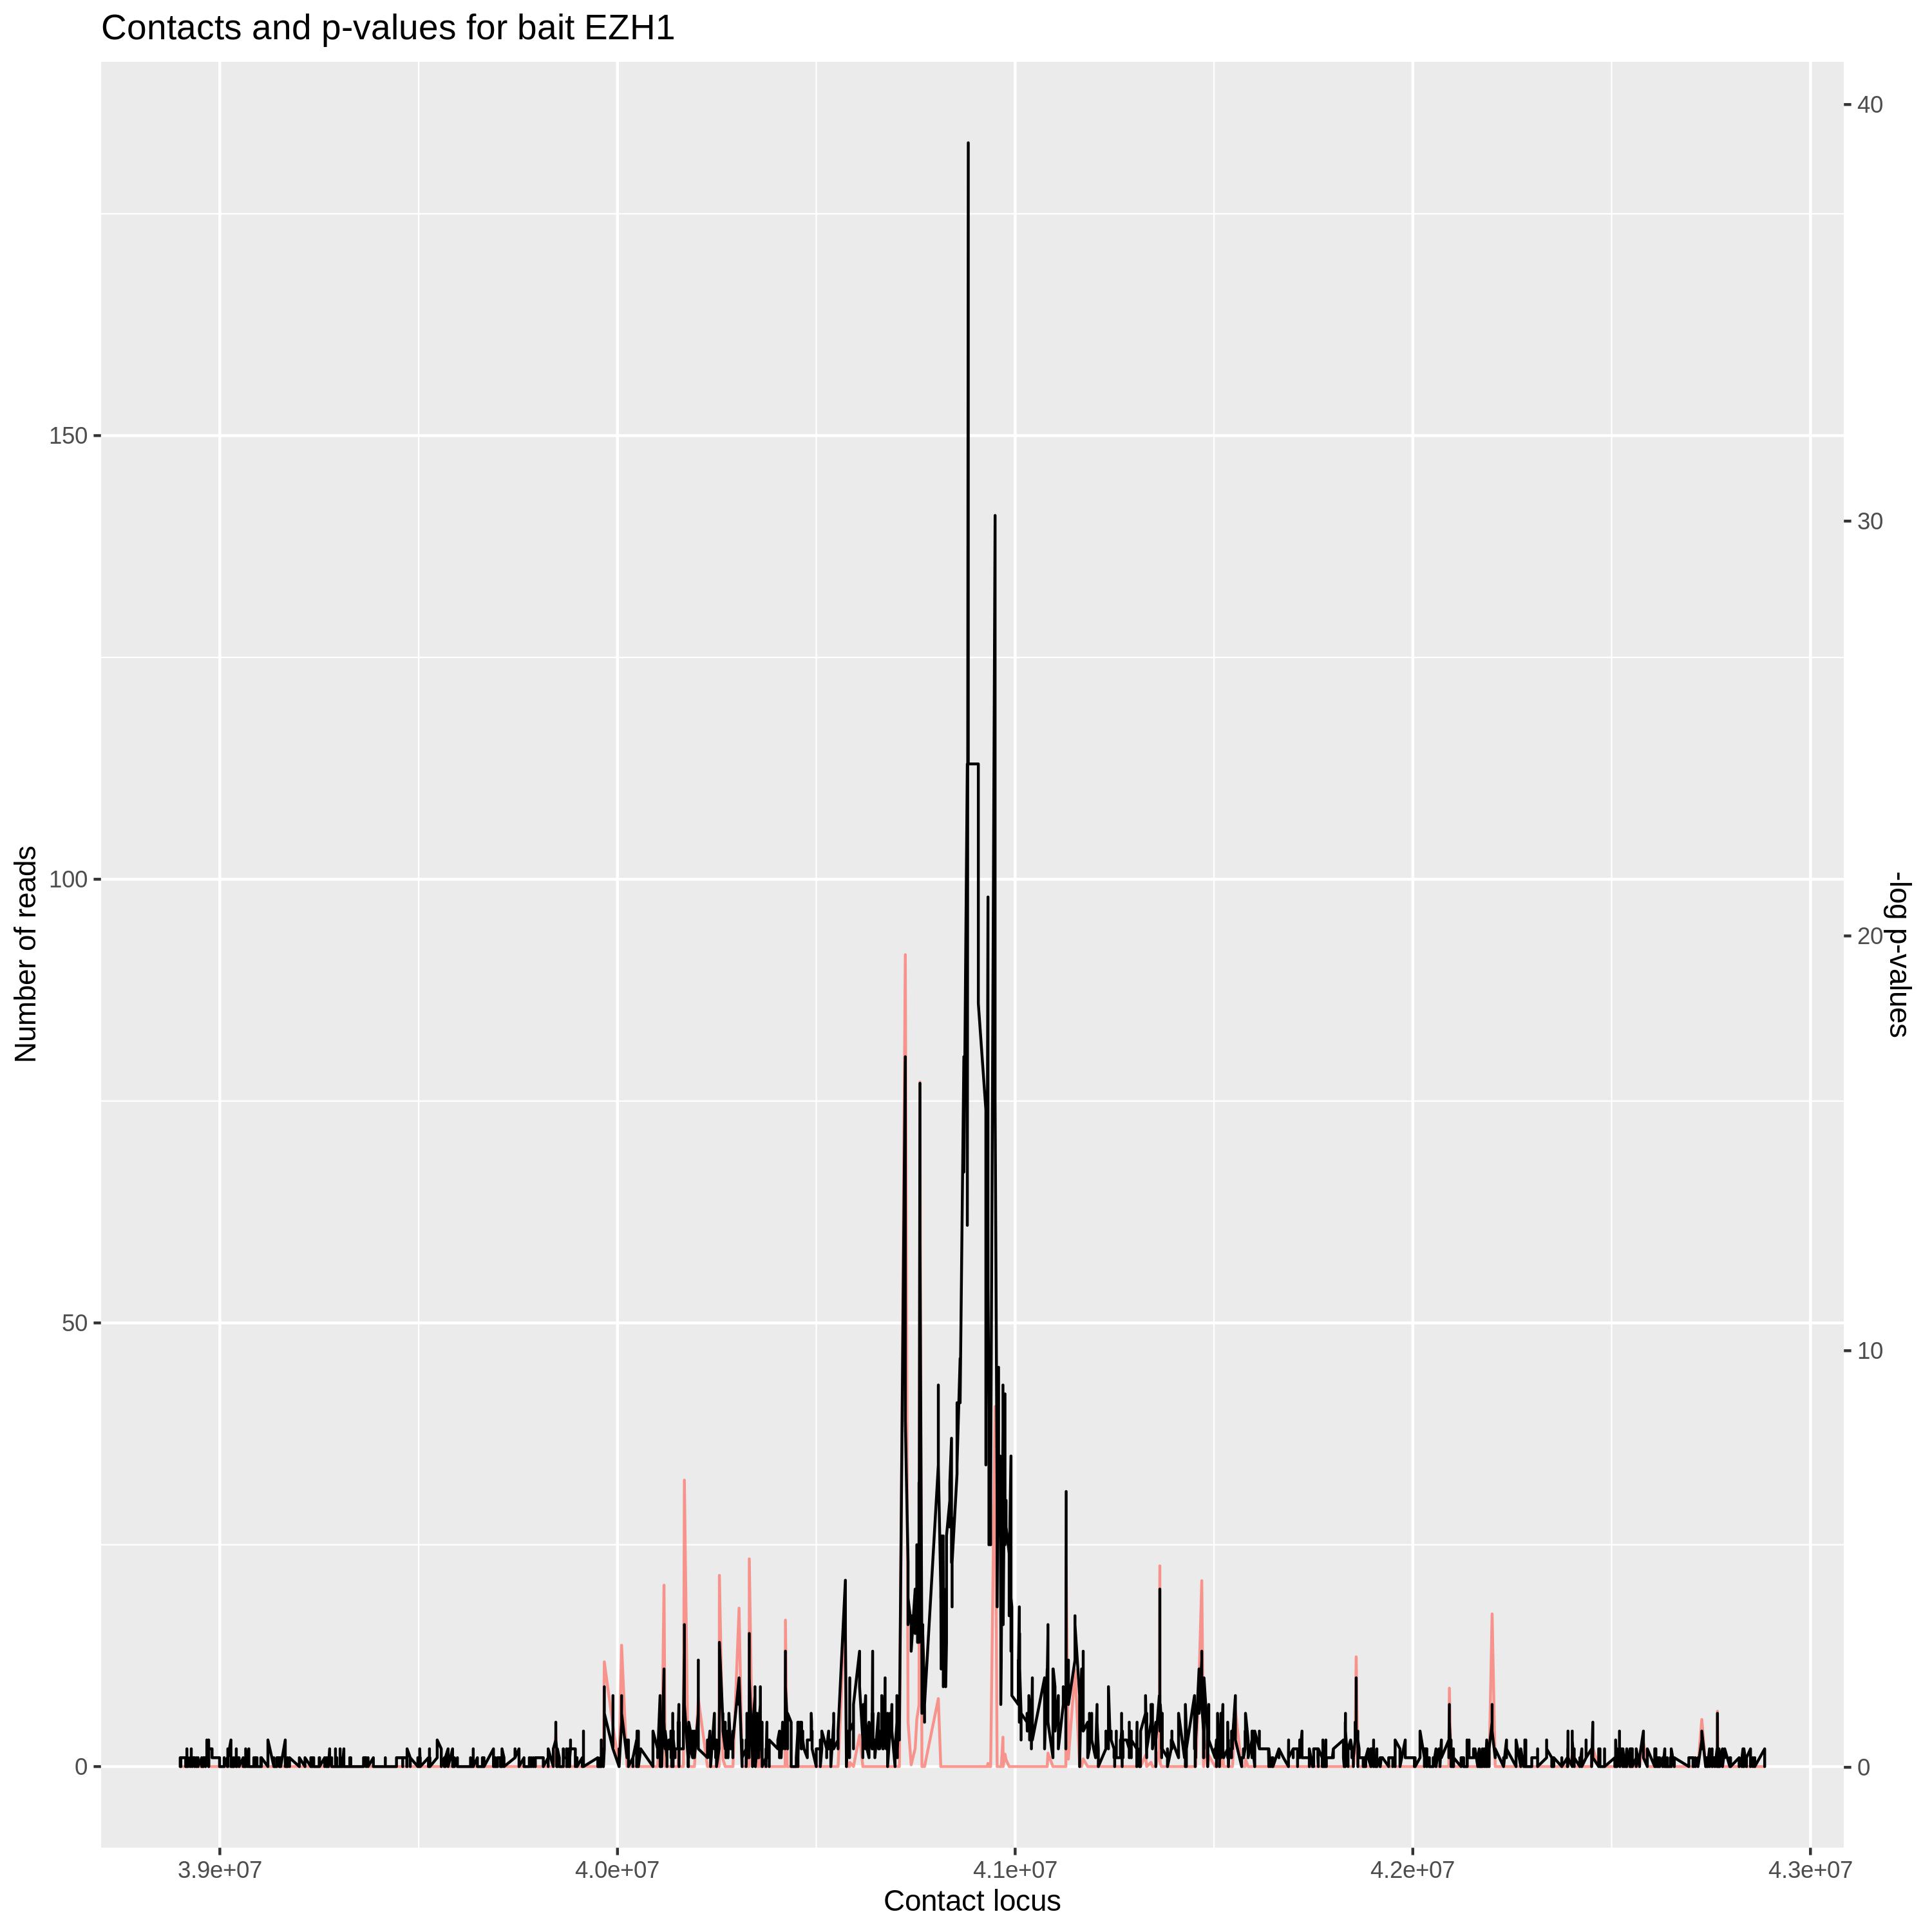 Contacts and p-values for bait EZH1
40
150
30
Number of reads
100
-log p-values
20
50
10
0
0
3.9e+07
4.0e+07
4.1e+07
4.2e+07
4.3e+07
Contact locus